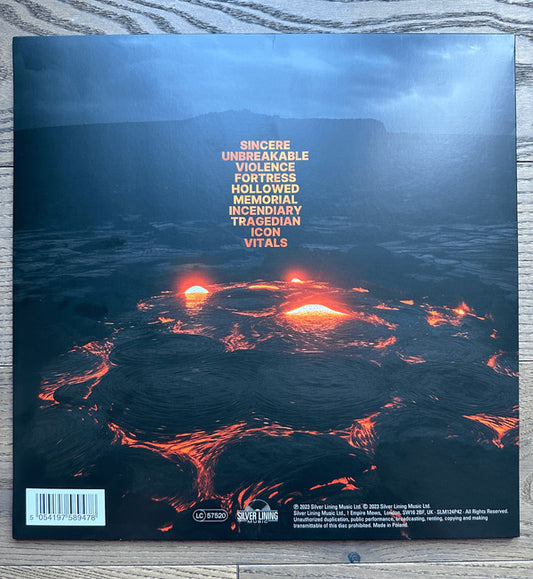 SINCERE
UNBREAKABLE
VIOLENCE
FORTRESS
HOLLOWED
MEMORIAL
INCENDIARY
TRAGEDIAN
ICON
VITALS
5 054197 589478
LC 57520
SILVER LINING
MUSIC
℗ 2023 Silver Lining Music Ltd. © 2023 Silver Lining Music Ltd.
Silver Lining Music Ltd., 1 Empire Mews, London, SW16 2BF, UK · SLM124P42 · All Rights Reserved.
Unauthorized duplication, public performance, broadcasting, renting, copying and making
transmittable of this disc prohibited. Made in Poland.